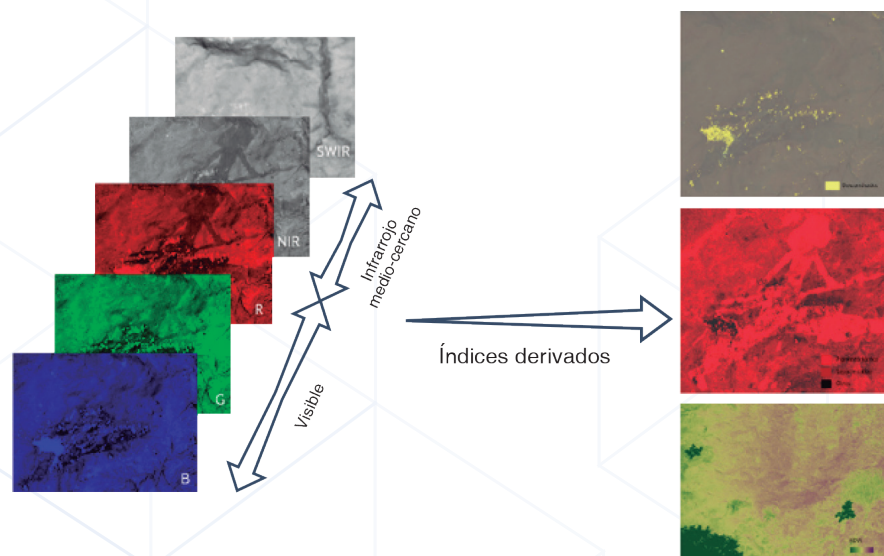 SWIR
NIR
R
G
B
Infrarrojo
medio-cercano
Visible
Índices derivados